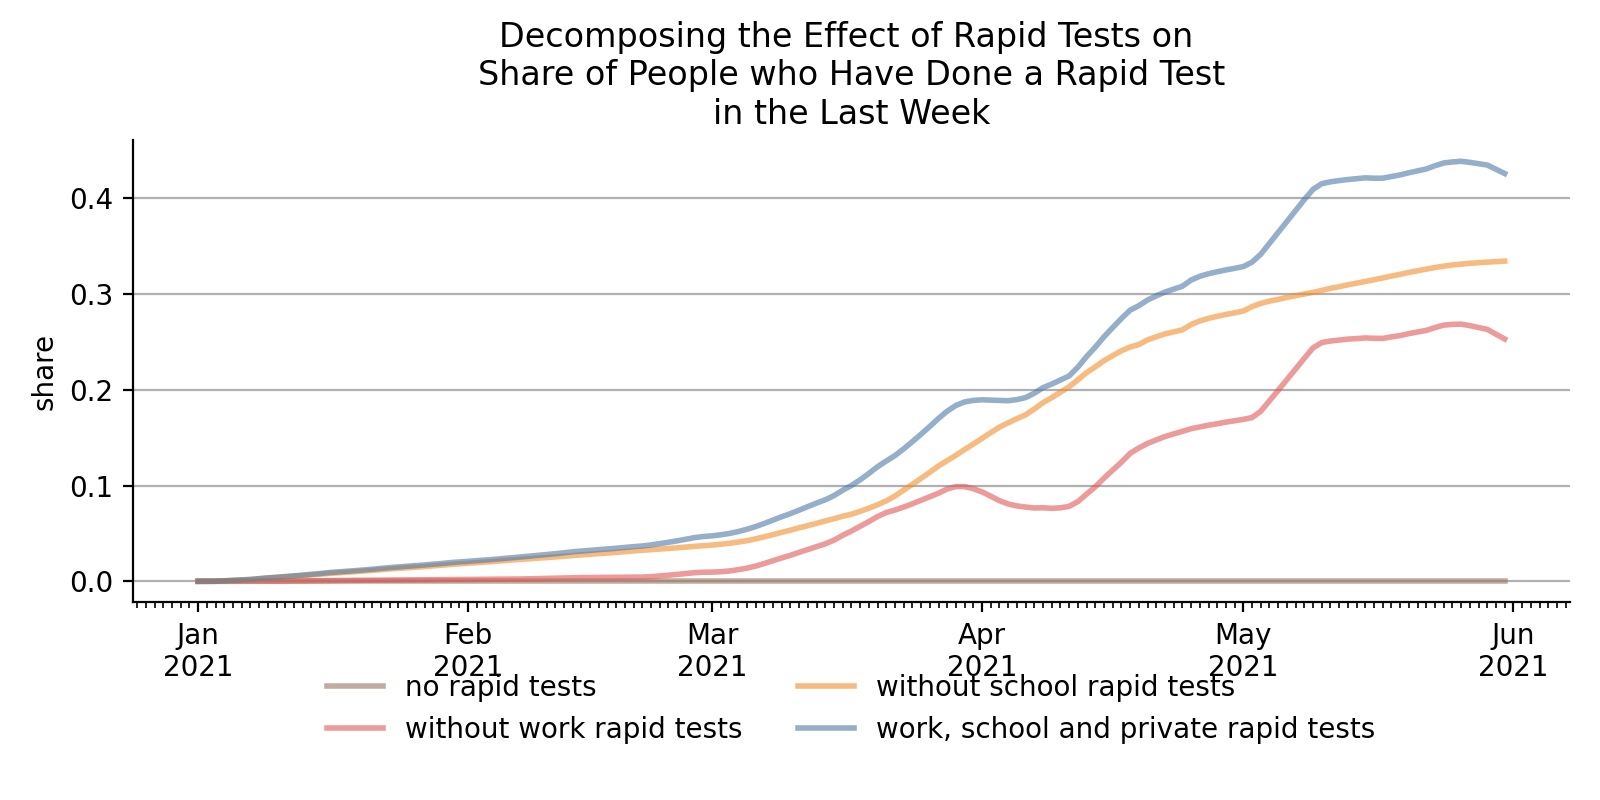 Decomposing the Effect of Rapid Tests on
Share of People who Have Done a Rapid Test
in the Last Week
share
0.4
0.3
0.2
0.1
0.0
Jan Feb Mar Apr May Jun
2021 2021 2021 2021 2021 2021
no rapid tests without school rapid tests
without work rapid tests work, school and private rapid tests